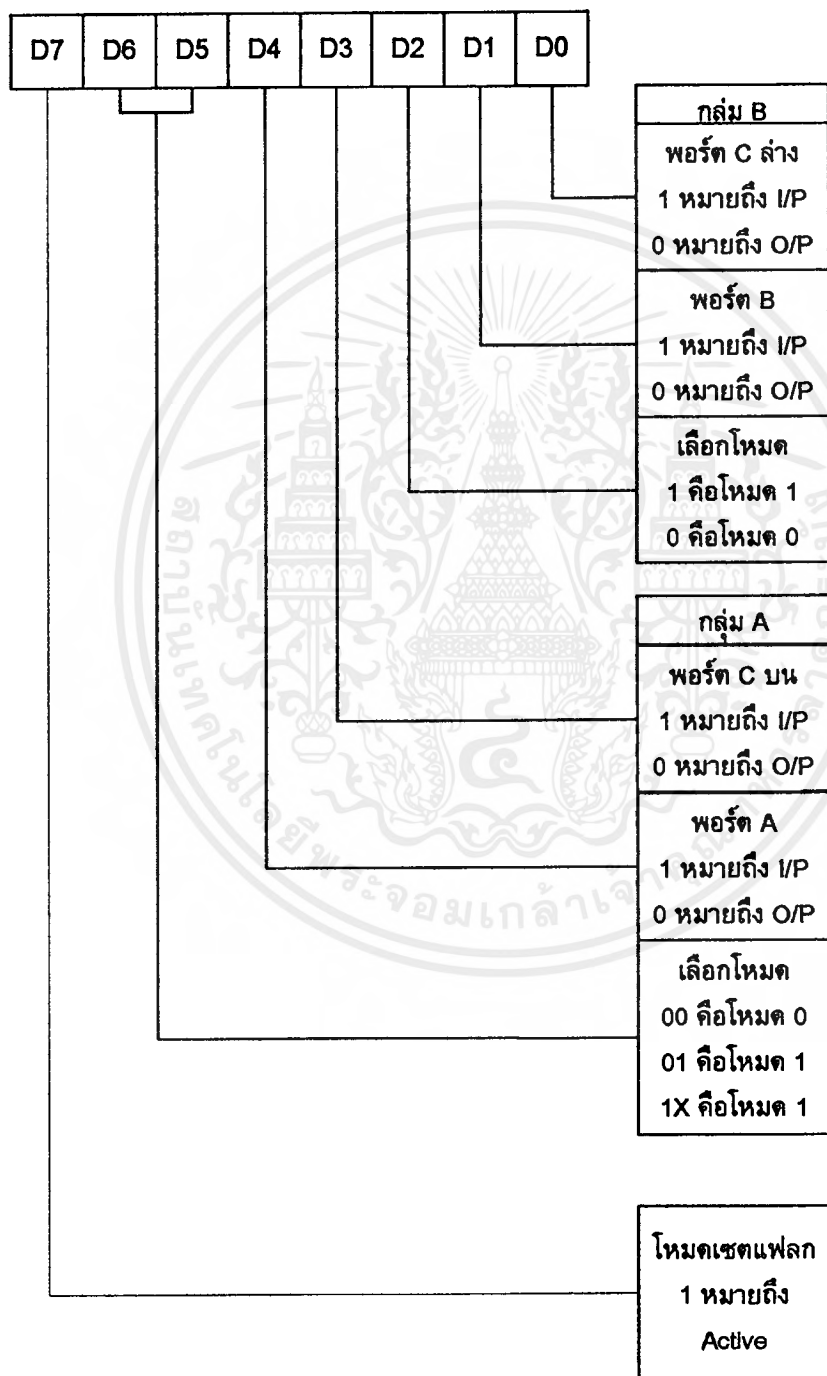 D7 D6 D5 D4 D3 D2 D1 D0
กลุ่ม B
พอร์ต C ล่าง
1 หมายถึง I/P
0 หมายถึง O/P
พอร์ต B
1 หมายถึง I/P
0 หมายถึง O/P
เลือกโหมด
1 คือโหมด 1
0 คือโหมด 0
กลุ่ม A
พอร์ต C บน
1 หมายถึง I/P
0 หมายถึง O/P
พอร์ต A
1 หมายถึง I/P
0 หมายถึง O/P
เลือกโหมด
00 คือโหมด 0
01 คือโหมด 1
1X คือโหมด 1
โหมดเซตแฟลก
1 หมายถึง
Active